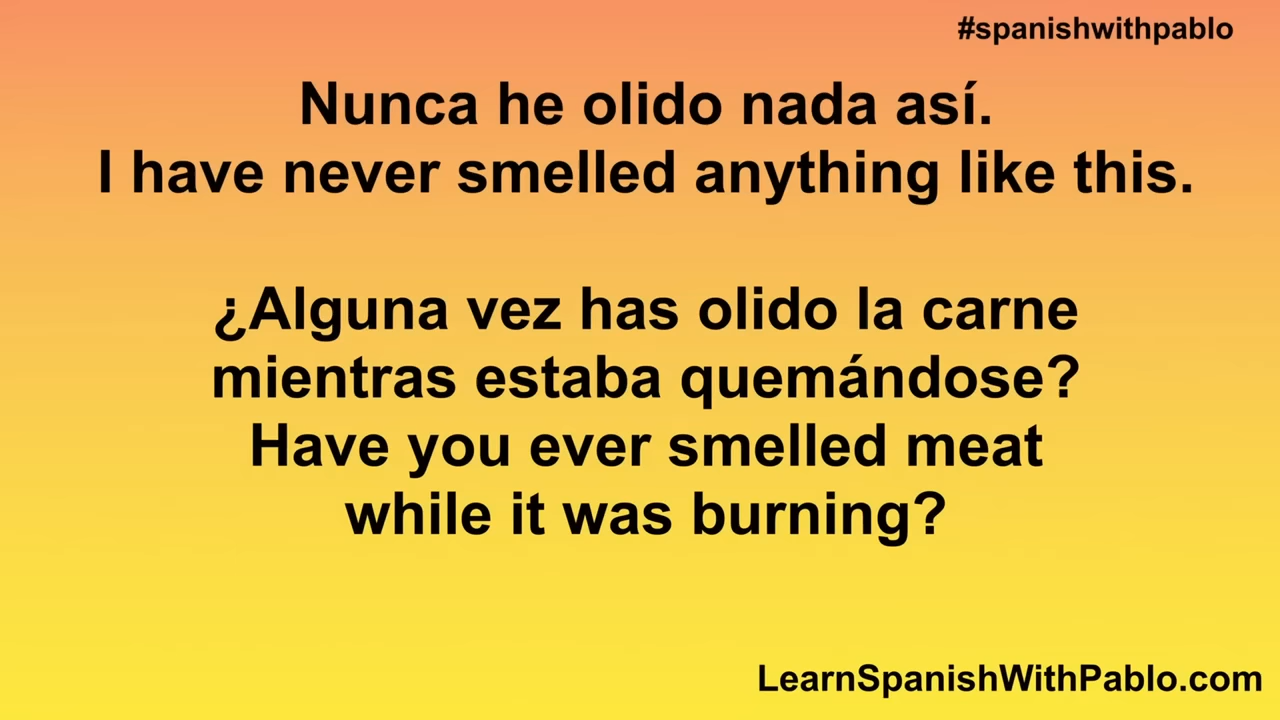 #spanishwithpablo
Nunca he olido nada así.
I have never smelled anything like this.
¿Alguna vez has olido la carne
mientras estaba quemándose?
Have you ever smelled meat
while it was burning?
LearnSpanishWithPablo.com